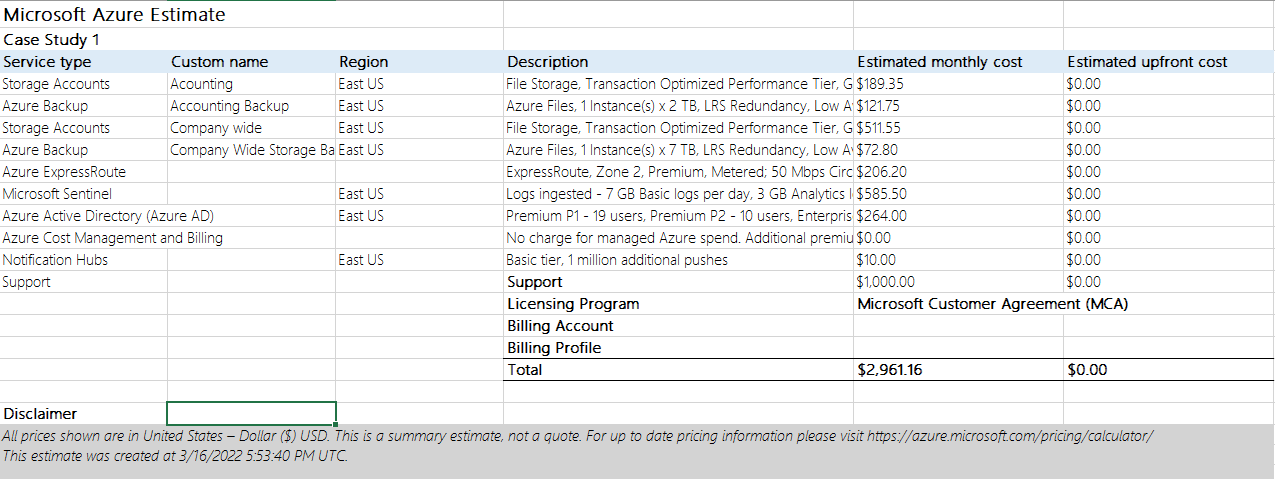 Microsoft Azure Estimate
Case Study 1
Service type Custom name Region Description Estimated monthly cost Estimated upfront cost
Storage Accounts Acounting East US File Storage, Transaction Optimized Performance Tier, G $189.35 $0.00
Azure Backup Accounting Backup East US Azure Files, 1 Instance(s) x 2 TB, LRS Redundancy, Low A $121.75 $0.00
Storage Accounts Company wide East US File Storage, Transaction Optimized Performance Tier, G $511.55 $0.00
Azure Backup Company Wide Storage Ba East US Azure Files, 1 Instance(s) x 7 TB, LRS Redundancy, Low Av $72.80 $0.00
Azure ExpressRoute ExpressRoute, Zone 2, Premium, Metered; 50 Mbps Circ $206.20 $0.00
Microsoft Sentinel East US Logs ingested - 7 GB Basic logs per day, 3 GB Analytics l $585.50 $0.00
Azure Active Directory (Azure AD) East US Premium P1 - 19 users, Premium P2 - 10 users, Enterpris $264.00 $0.00
Azure Cost Management and Billing No charge for managed Azure spend. Additional premiu $0.00 $0.00
Notification Hubs East US Basic tier, 1 million additional pushes $10.00 $0.00
Support Support $1,000.00 $0.00
Licensing Program Microsoft Customer Agreement (MCA)
Billing Account
Billing Profile
Total $2,961.16 $0.00
Disclaimer
All prices shown are in United States – Dollar ($) USD. This is a summary estimate, not a quote. For up to date pricing information please visit https://azure.microsoft.com/pricing/calculator/
This estimate was created at 3/16/2022 5:53:40 PM UTC.